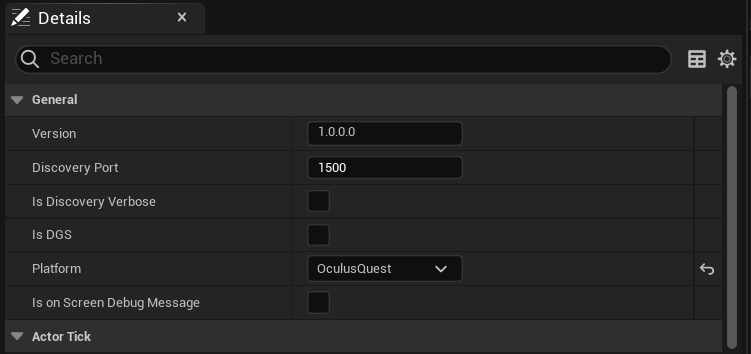 Details
Search
General
Version 1.0.0.0
Discovery Port 1500
Is Discovery Verbose
Is DGS
Platform OculusQuest
Is on Screen Debug Message
Actor Tick